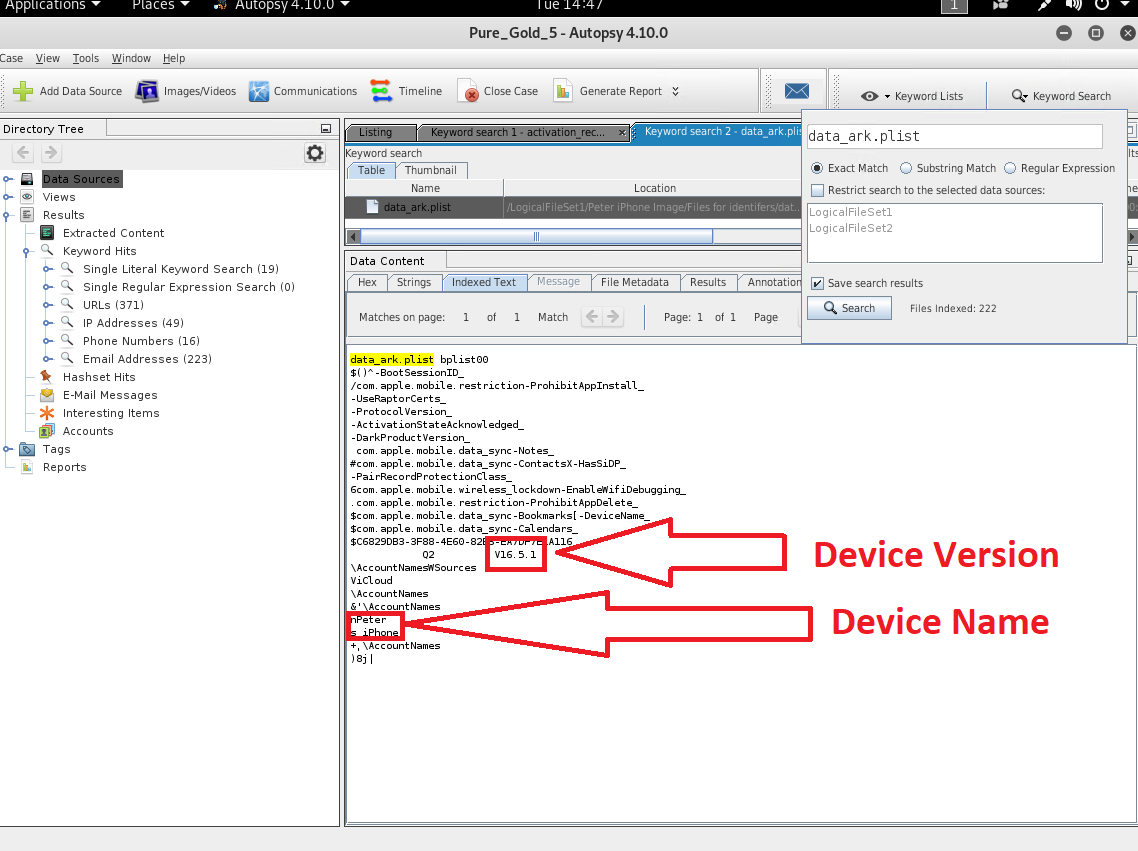 Applications Places Autopsy 4.10.0 Tue 14:47 1
Pure_Gold_5 - Autopsy 4.10.0
Case View Tools Window Help
Add Data Source Images/Videos Communications Timeline Close Case Generate Report Keyword Lists Keyword Search
Directory Tree
Data Sources
Views
Results
Extracted Content
Keyword Hits
Single Literal Keyword Search (19)
Single Regular Expression Search (0)
URLs (371)
IP Addresses (49)
Phone Numbers (16)
Email Addresses (223)
Hashset Hits
E-Mail Messages
Interesting Items
Accounts
Tags
Reports
Listing Keyword search 1 - activation_rec... Keyword search 2 - data_ark.plis
Keyword search
Table Thumbnail
Name Location
data_ark.plist /LogicalFileSet1/Peter iPhone Image/Files for identifers/dat...
data_ark.plist
Exact Match Substring Match Regular Expression
Restrict search to the selected data sources:
LogicalFileSet1
LogicalFileSet2
Save search results
Search Files Indexed: 222
Data Content
Hex Strings Indexed Text Message File Metadata Results Annotation
Matches on page: 1 of 1 Match Page: 1 of 1 Page
data_ark.plist bplist00
$()^-BootSessionID_
/com.apple.mobile.restriction-ProhibitAppInstall_
-UseRaptorCerts_
-ProtocolVersion_
-ActivationStateAcknowledged_
-DarkProductVersion_
com.apple.mobile.data_sync-Notes_
#com.apple.mobile.data_sync-ContactsX-HasSiDP_
-PairRecordProtectionClass_
6com.apple.mobile.wireless_lockdown-EnableWifiDebugging_
.com.apple.mobile.restriction-ProhibitAppDelete_
$com.apple.mobile.data_sync-Bookmarks[-DeviceName_
$com.apple.mobile.data_sync-Calendars_
Q2 V16.5.1
\AccountNamesWSources
ViCloud
\AccountNames
&'\AccountNames
nPeter
s iPhone
+,\AccountNames
)8j|
Device Version
Device Name